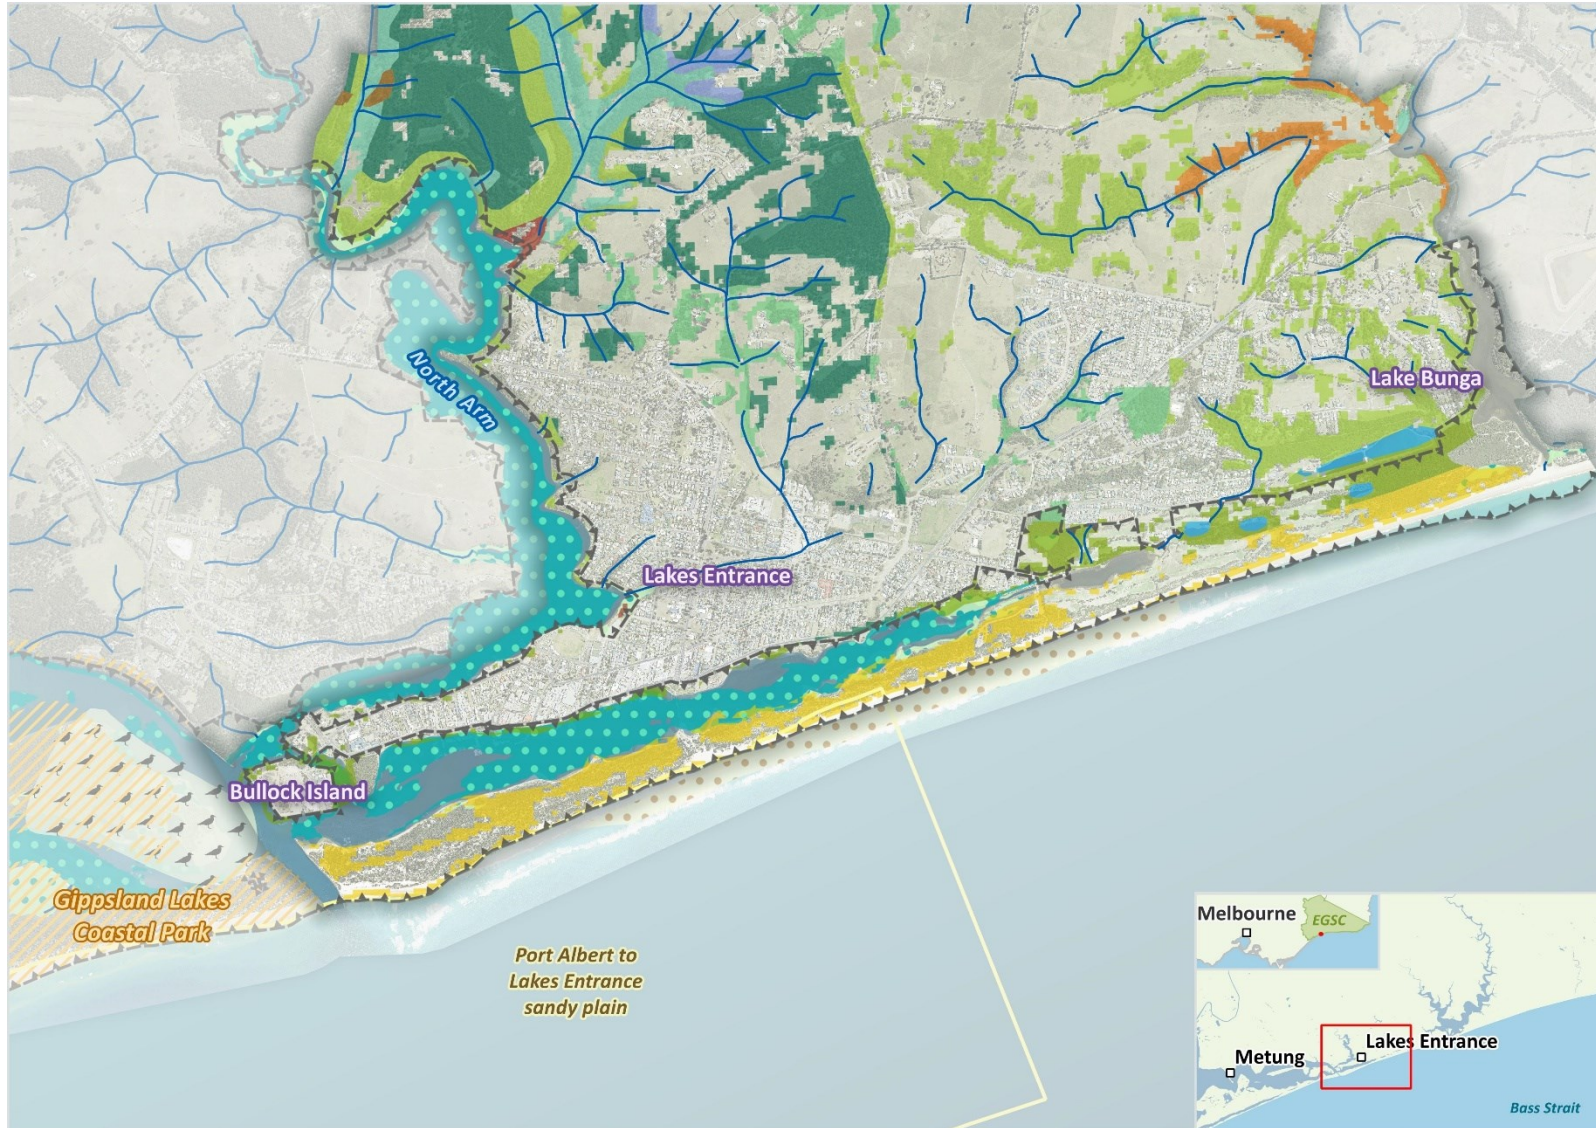 North Arm
Lake Bunga
Lakes Entrance
Bullock Island
Gippsland Lakes
Coastal Park
Port Albert to
Lakes Entrance
sandy plain
Melbourne
EGSC
Lakes Entrance
Metung
Bass Strait